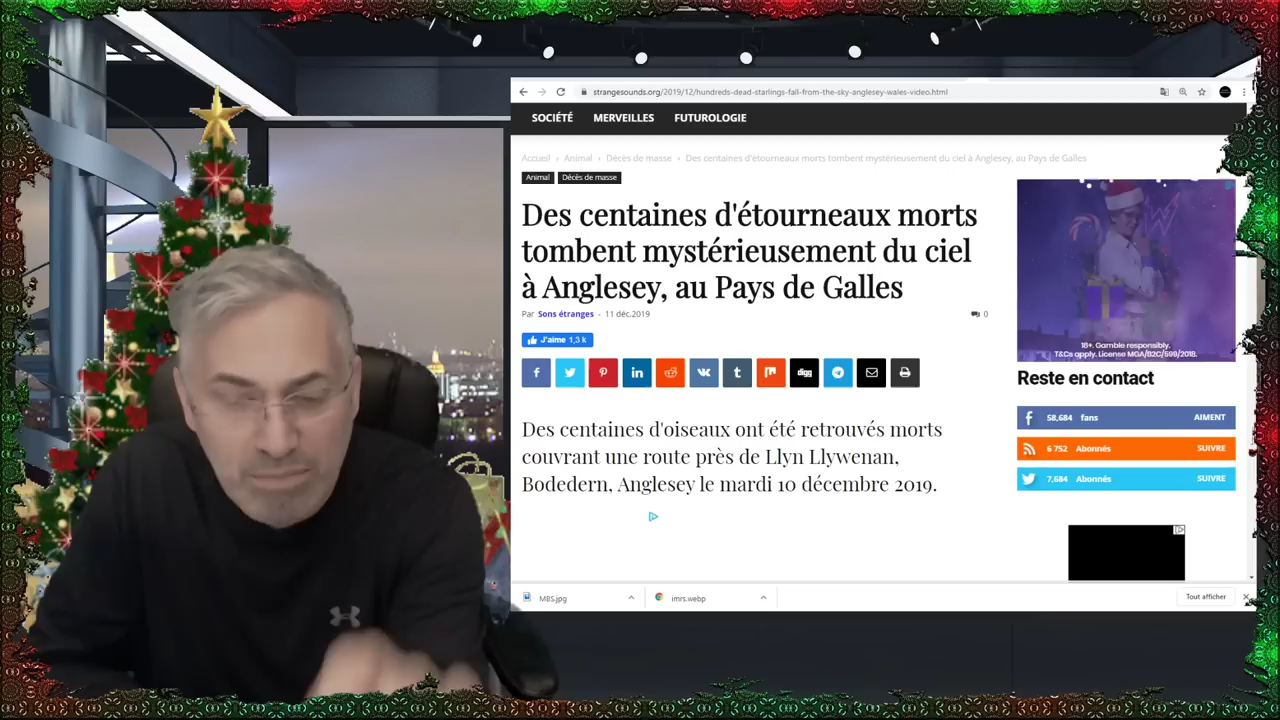 strangesounds.org/2019/12/hundreds-dead-starlings-fall-from-the-sky-anglesey-wales-video.html
SOCIÉTÉ MERVEILLES FUTUROLOGIE
Accueil › Animal › Décès de masse › Des centaines d'étourneaux morts tombent mystérieusement du ciel à Anglesey, au Pays de Galles
Animal Décès de masse
Des centaines d'étourneaux morts
tombent mystérieusement du ciel
à Anglesey, au Pays de Galles
Par Sons étranges - 11 déc.2019 0
J'aime 1,3 k
digg
Des centaines d'oiseaux ont été retrouvés morts
couvrant une route près de Llyn Llywenan,
Bodedern, Anglesey le mardi 10 décembre 2019.
18+. Gamble responsibly.
T&Cs apply. License MGA/B2C/599/2018.
Reste en contact
58,684 fans AIMENT
6 752 Abonnés SUIVRE
7,684 Abonnés SUIVRE
MBS.jpg imrs.webp Tout afficher